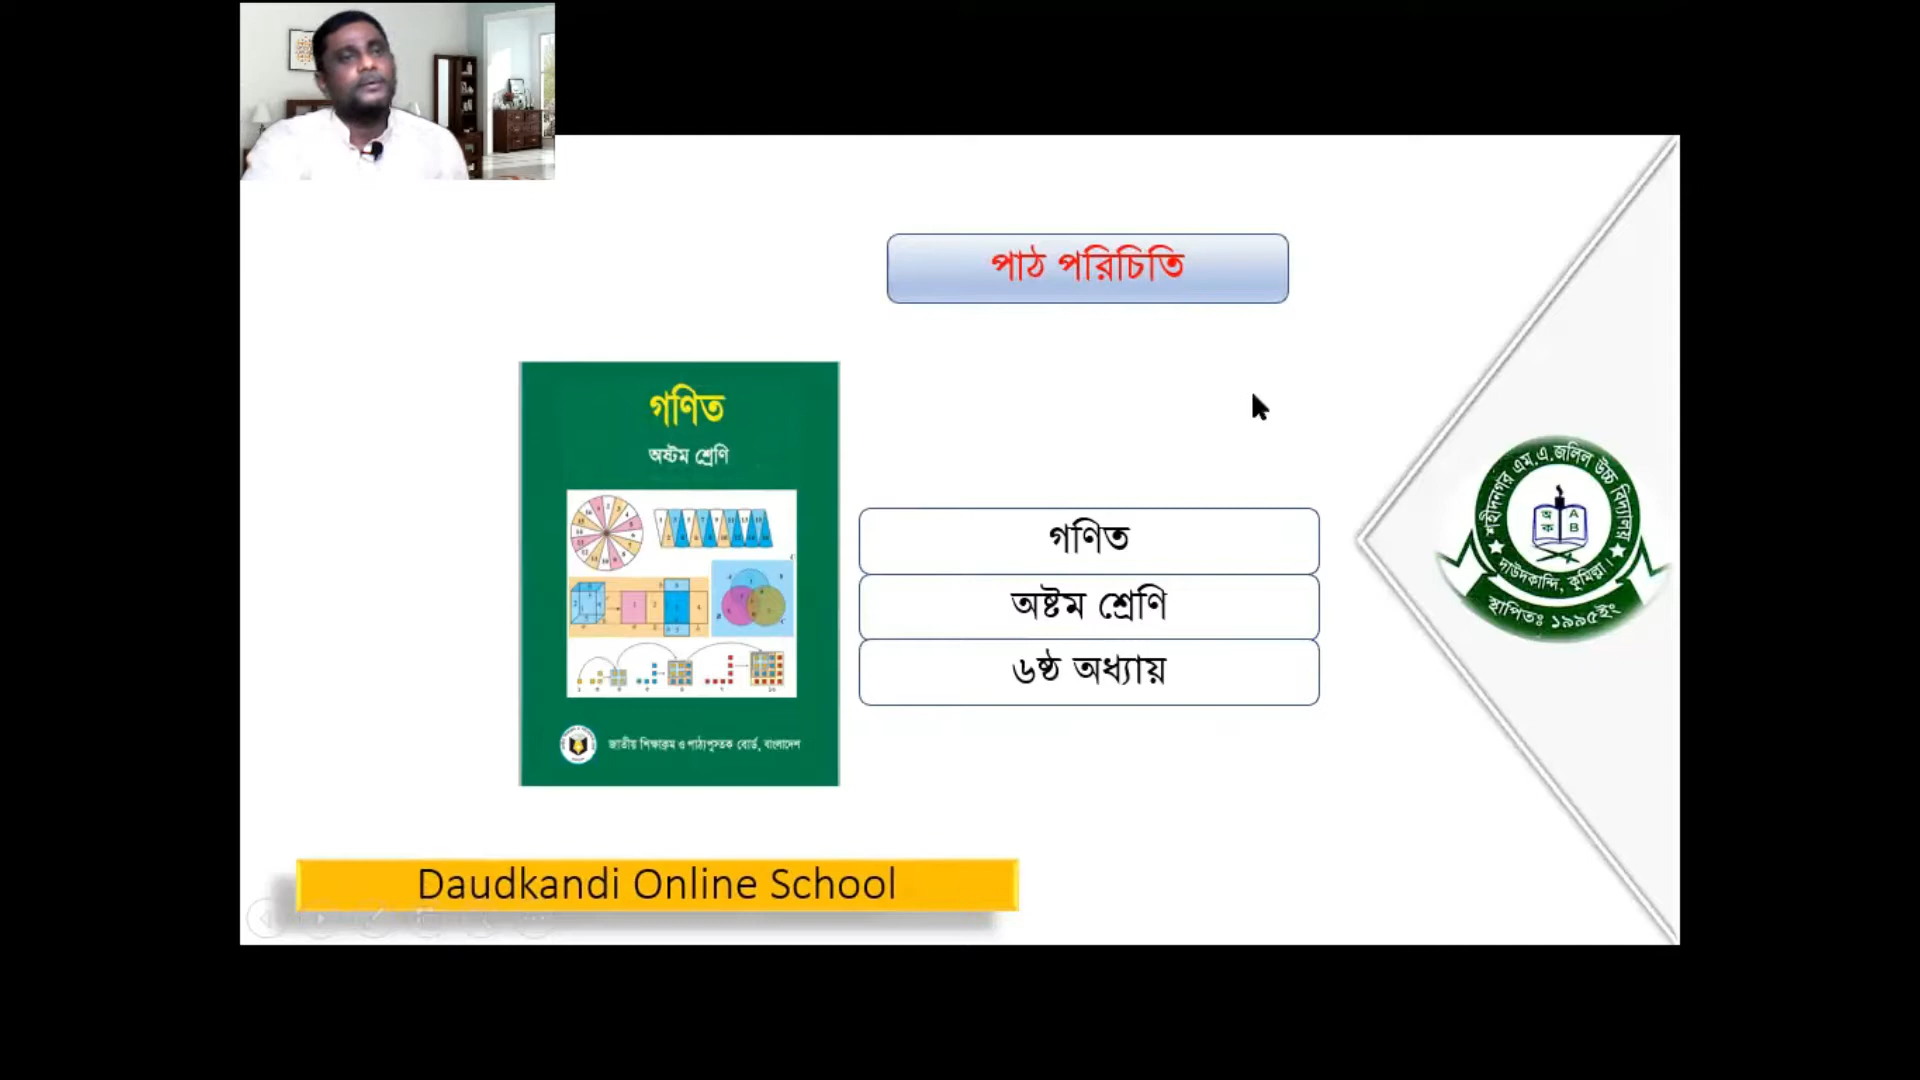 পাঠ পরিচিতি
গণিত
অষ্টম শ্রেণি
জাতীয় শিক্ষাক্রম ও পাঠ্যপুস্তক বোর্ড, বাংলাদেশ
গণিত
অষ্টম শ্রেণি
৬ষ্ঠ অধ্যায়
শহীদনগর এম.এ.জলিল উচ্চ বিদ্যালয়
অ A
ক B
দাউদকান্দি, কুমিল্লা।
স্থাপিতঃ ১৯৯৫ইং
Daudkandi Online School